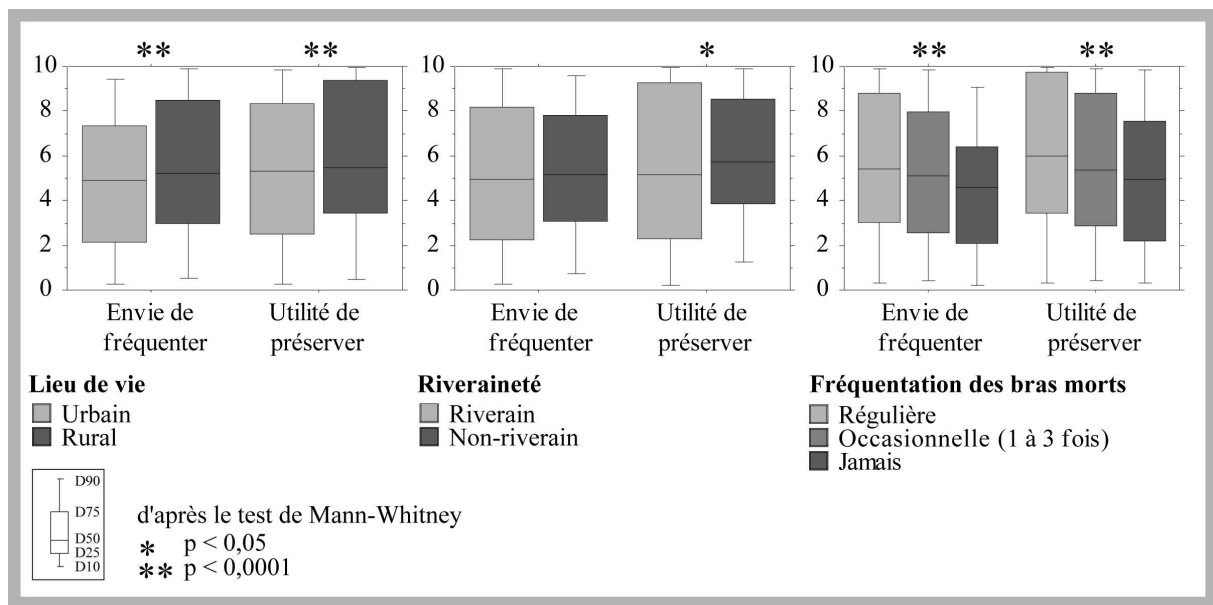 ** ** * ** **
10 10 10
8 8 8
6 6 6
4 4 4
2 2 2
0 0 0
Envie de fréquenter
Utilité de préserver
Envie de fréquenter
Utilité de préserver
Envie de fréquenter
Utilité de préserver
Lieu de vie
Urbain
Rural
Riveraineté
Riverain
Non-riverain
Fréquentation des bras morts
Régulière
Occasionnelle (1 à 3 fois)
Jamais
D90
D75
D50
D25
D10
d'après le test de Mann-Whitney
* p < 0,05
** p < 0,0001